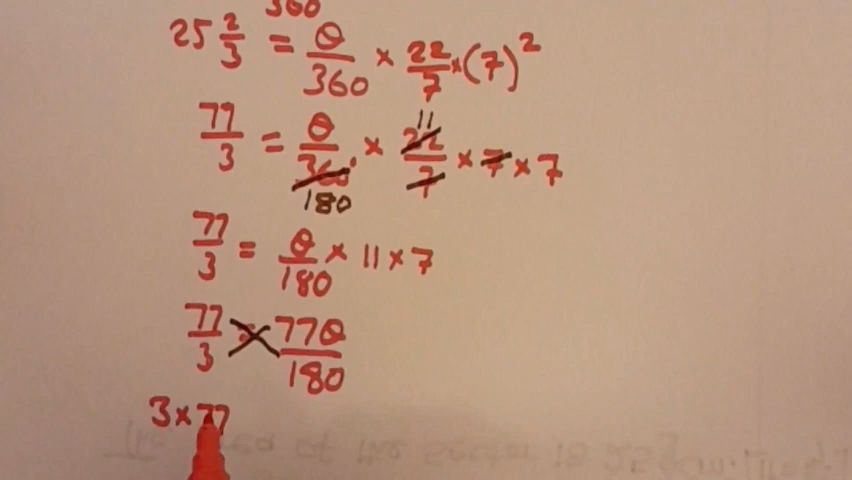 360
25 2/3 = θ/360 × 22/7 × (7)²
77/3 = θ/360 × 22/7 × 7 × 7
11
180
77/3 = θ/180 × 11 × 7
77/3 = 77θ/180
3 × 77